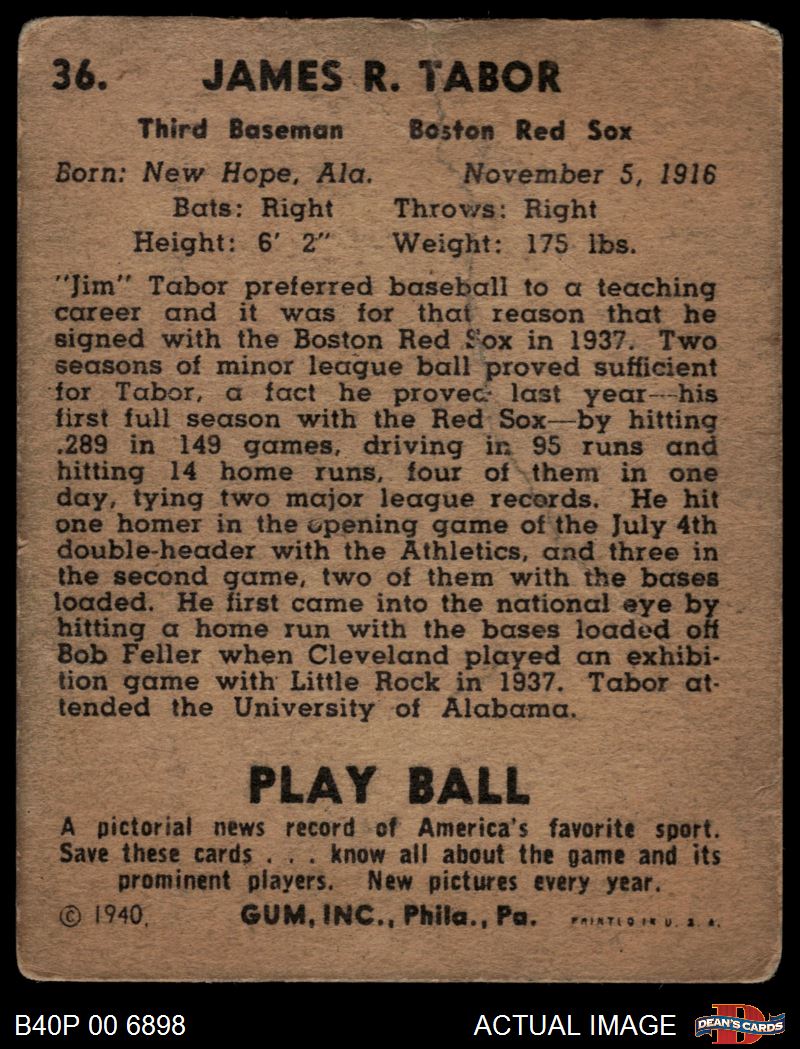 36. JAMES R. TABOR
Third Baseman Boston Red Sox
Born: New Hope, Ala. November 5, 1916
Bats: Right Throws: Right
Height: 6' 2" Weight: 175 lbs.
"Jim" Tabor preferred baseball to a teaching
career and it was for that reason that he
signed with the Boston Red Sox in 1937. Two
seasons of minor league ball proved sufficient
for Tabor, a fact he proved last year—his
first full season with the Red Sox—by hitting
.289 in 149 games, driving in 95 runs and
hitting 14 home runs, four of them in one
day, tying two major league records. He hit
one homer in the opening game of the July 4th
double-header with the Athletics, and three in
the second game, two of them with the bases
loaded. He first came into the national eye by
hitting a home run with the bases loaded off
Bob Feller when Cleveland played an exhibi-
tion game with Little Rock in 1937. Tabor at-
tended the University of Alabama.
PLAY BALL
A pictorial news record of America's favorite sport.
Save these cards . . . know all about the game and its
prominent players. New pictures every year.
© 1940, GUM, INC., Phila., Pa. PRINTED IN U. S. A.
B40P 00 6898 ACTUAL IMAGE D DEAN'S CARDS